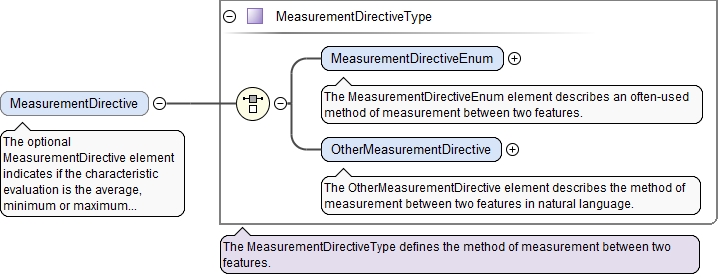 MeasurementDirectiveType
MeasurementDirectiveEnum
The MeasurementDirectiveEnum element describes an often-used
method of measurement between two features.
MeasurementDirective
The optional
MeasurementDirective element
indicates if the characteristic
evaluation is the average,
minimum or maximum...
OtherMeasurementDirective
The OtherMeasurementDirective element describes the method of
measurement between two features in natural language.
The MeasurementDirectiveType defines the method of measurement between two
features.